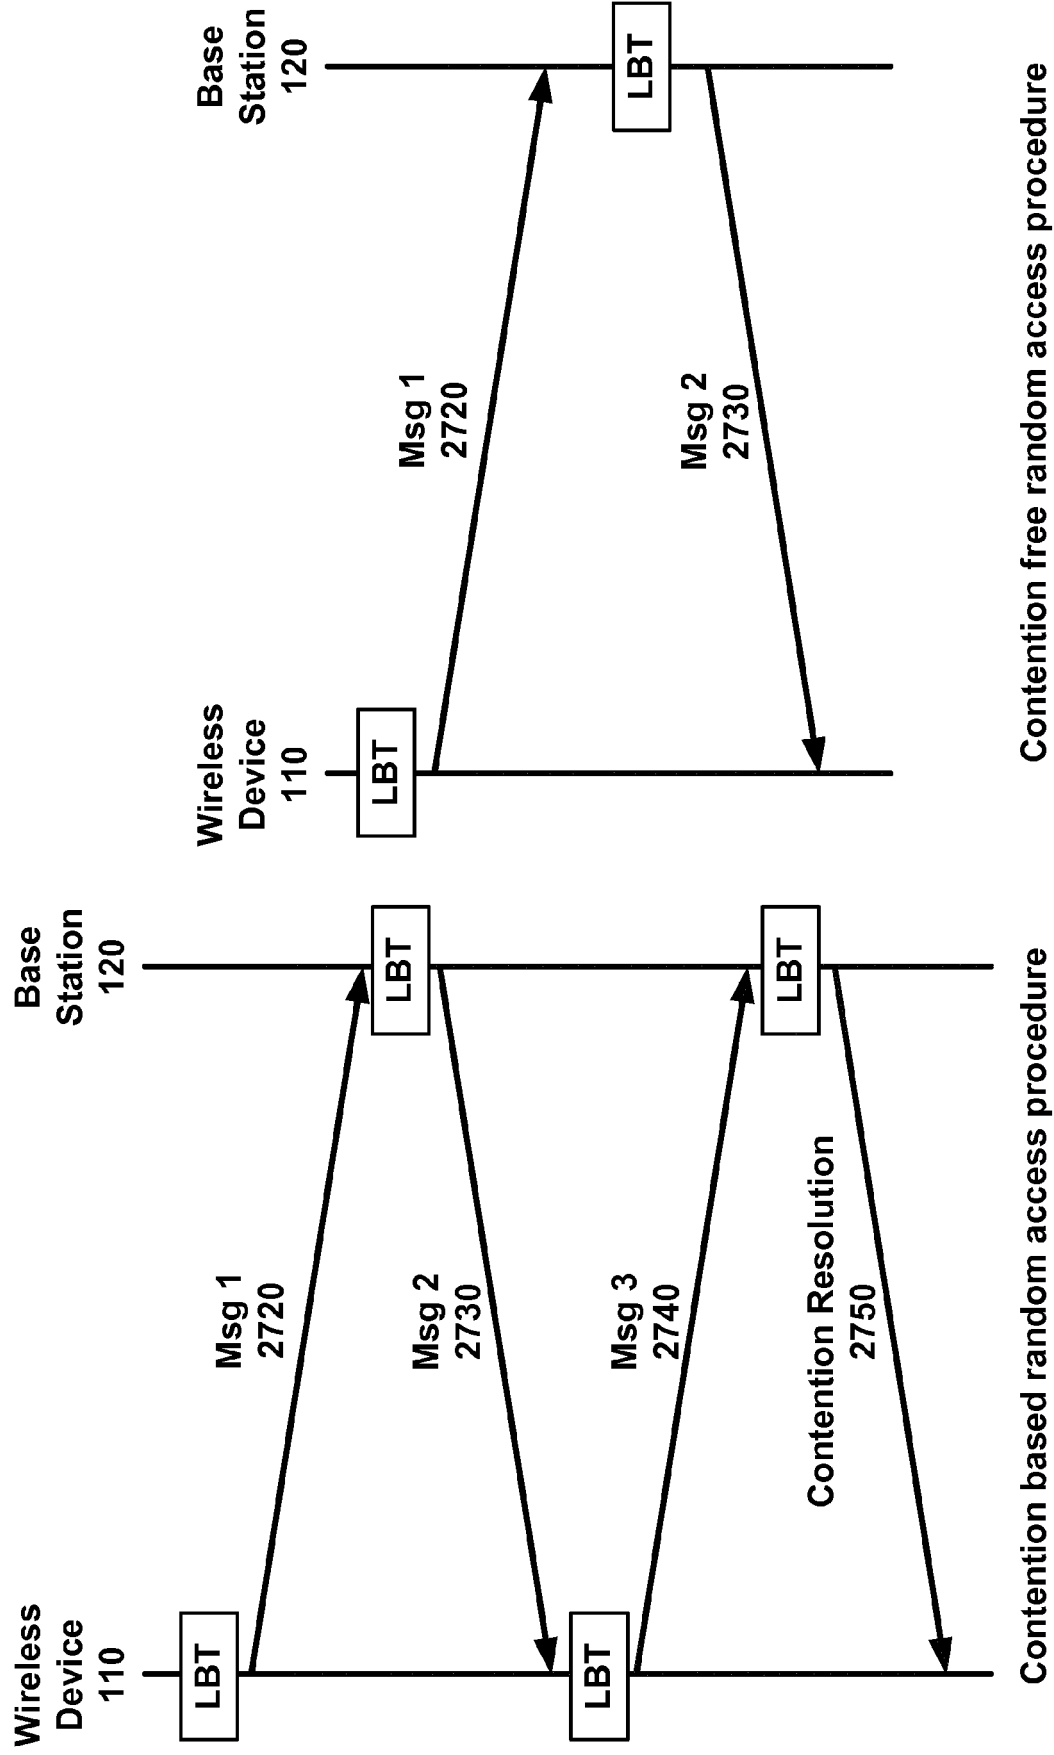 Wireless
Device
110
Base
Station
120
LBT
Msg 1
2720
LBT
Msg 2
2730
LBT
Msg 3
2740
LBT
Contention Resolution
2750
Contention based random access procedure
Wireless
Device
110
Base
Station
120
LBT
Msg 1
2720
LBT
Msg 2
2730
Contention free random access procedure